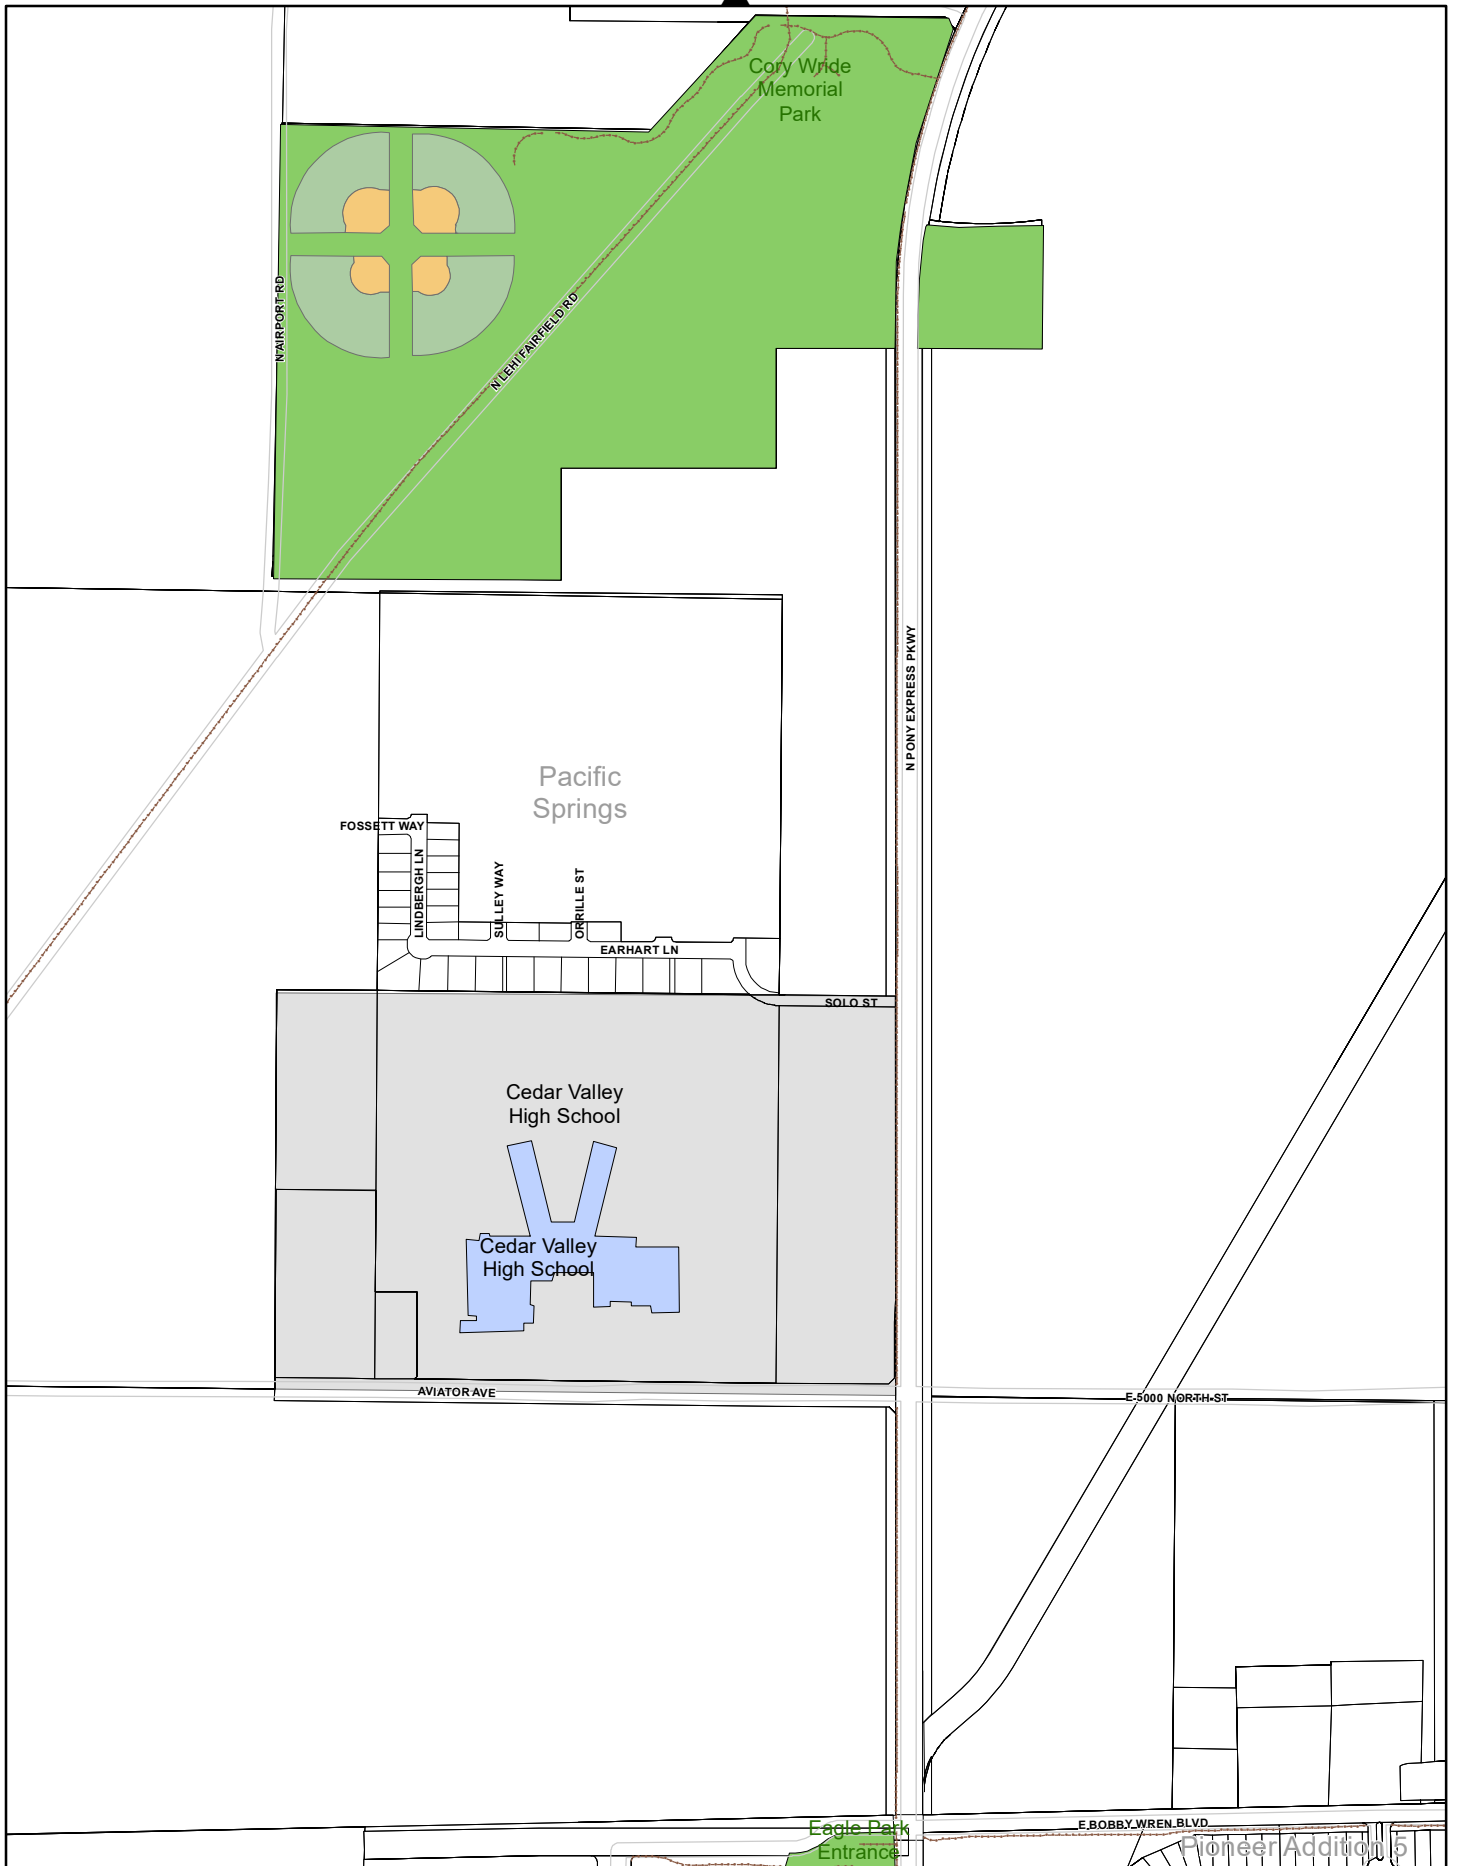 Cory Wride
Memorial
Park
N AIRPORT RD
N LEHI FAIRFIELD RD
N PONY EXPRESS PKWY
Pacific
Springs
FOSSETT WAY
LINDBERGH LN
SULLEY WAY
ORRILLE ST
EARHART LN
SOLO ST
Cedar Valley
High School
Cedar Valley
High School
AVIATOR AVE
E 5000 NORTH ST
Eagle Park
Entrance
E BOBBY WREN BLVD
Pioneer Addition 5